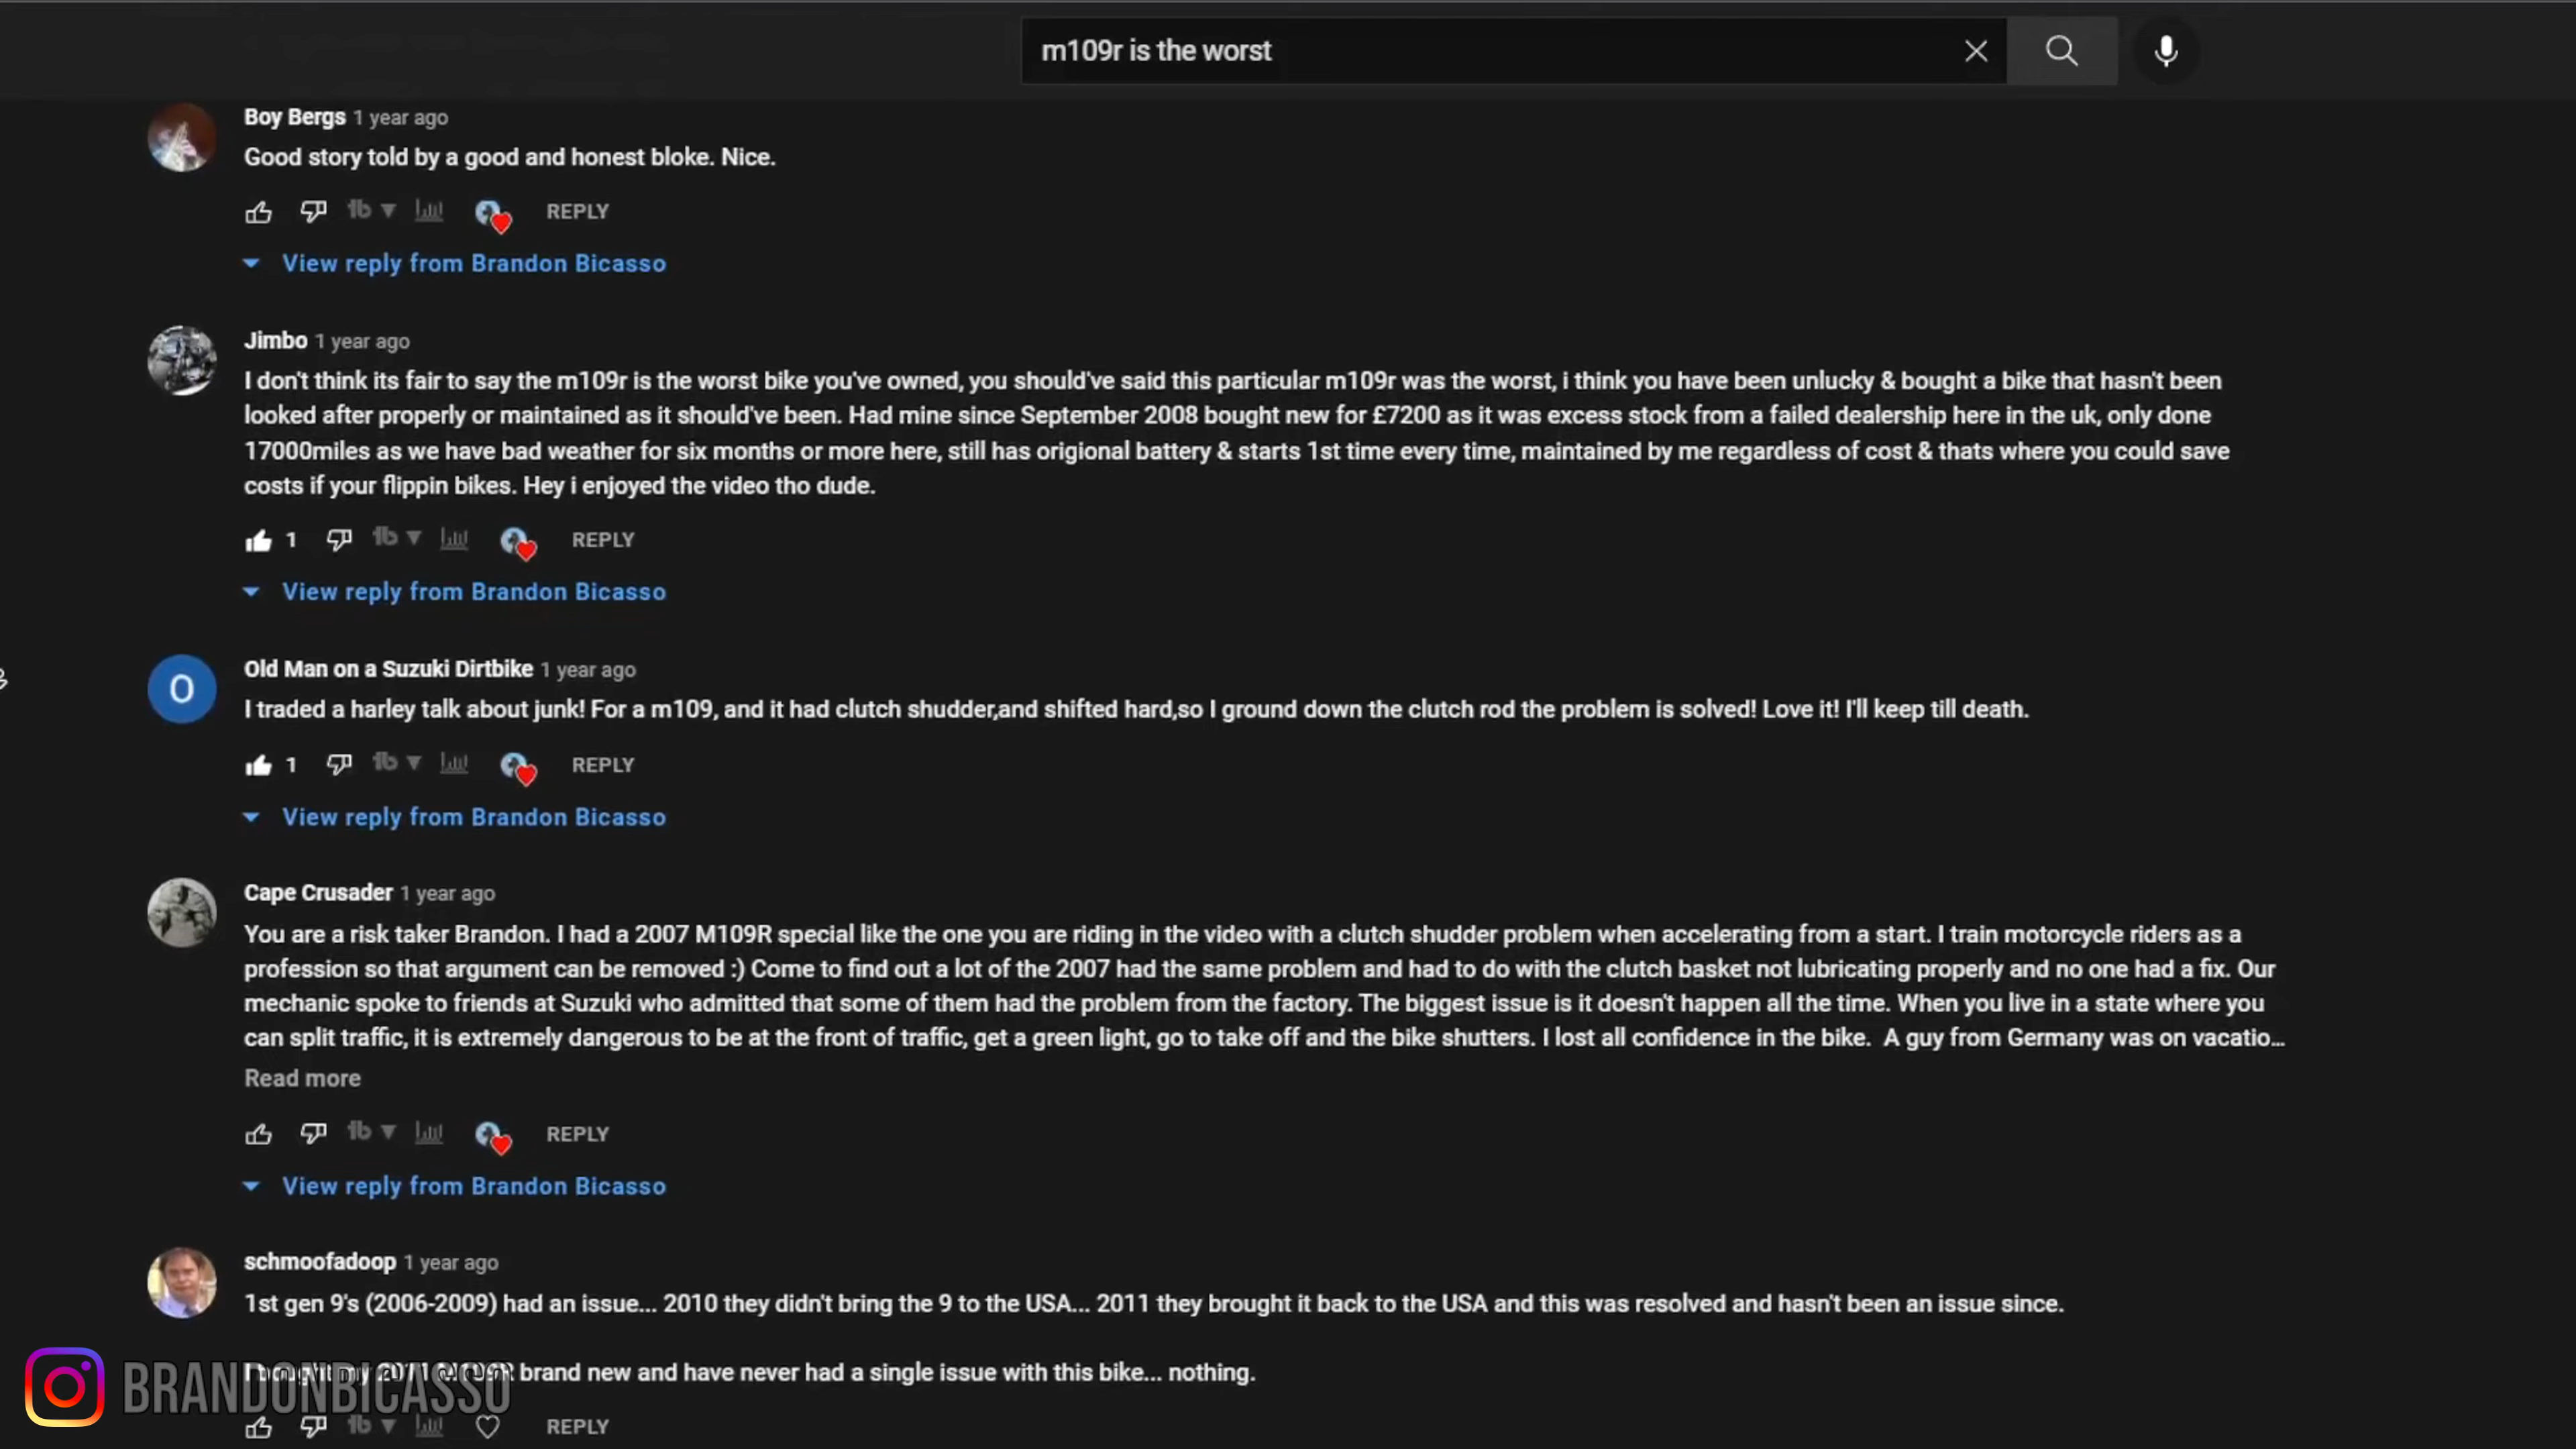 m109r is the worst
Boy Bergs 1 year ago
Good story told by a good and honest bloke. Nice.
REPLY
View reply from Brandon Bicasso
Jimbo 1 year ago
I don't think its fair to say the m109r is the worst bike you've owned, you should've said this particular m109r was the worst, i think you have been unlucky & bought a bike that hasn't been
looked after properly or maintained as it should've been. Had mine since September 2008 bought new for £7200 as it was excess stock from a failed dealership here in the uk, only done
17000miles as we have bad weather for six months or more here, still has origional battery & starts 1st time every time, maintained by me regardless of cost & thats where you could save
costs if your flippin bikes. Hey i enjoyed the video tho dude.
1 REPLY
View reply from Brandon Bicasso
O
Old Man on a Suzuki Dirtbike 1 year ago
I traded a harley talk about junk! For a m109, and it had clutch shudder,and shifted hard,so I ground down the clutch rod the problem is solved! Love it! I'll keep till death.
1 REPLY
View reply from Brandon Bicasso
Cape Crusader 1 year ago
You are a risk taker Brandon. I had a 2007 M109R special like the one you are riding in the video with a clutch shudder problem when accelerating from a start. I train motorcycle riders as a
profession so that argument can be removed :) Come to find out a lot of the 2007 had the same problem and had to do with the clutch basket not lubricating properly and no one had a fix. Our
mechanic spoke to friends at Suzuki who admitted that some of them had the problem from the factory. The biggest issue is it doesn't happen all the time. When you live in a state where you
can split traffic, it is extremely dangerous to be at the front of traffic, get a green light, go to take off and the bike shutters. I lost all confidence in the bike. A guy from Germany was on vacatio...
Read more
REPLY
View reply from Brandon Bicasso
schmoofadoop 1 year ago
1st gen 9's (2006-2009) had an issue... 2010 they didn't bring the 9 to the USA... 2011 they brought it back to the USA and this was resolved and hasn't been an issue since.
I bought my 2011 M109R brand new and have never had a single issue with this bike... nothing.
BRANDONBICASSO
REPLY